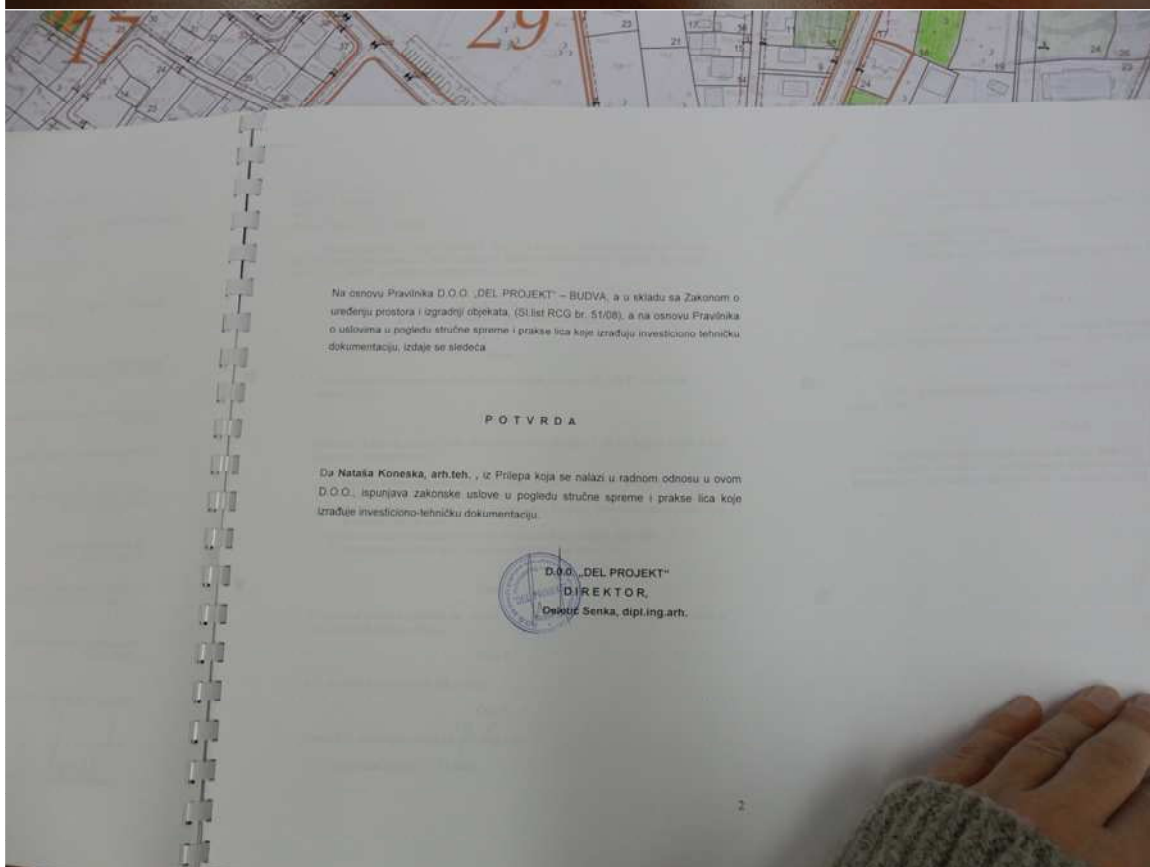 17
29
Na osnovu Pravilnika D.O.O. „DEL PROJEKT“ – BUDVA, a u skladu sa Zakonom o
uređenju prostora i izgradnji objekata, (Sl.list RCG br. 51/08), a na osnovu Pravilnika
o uslovima u pogledu stručne spreme i prakse lica koje izrađuju investiciono tehničku
dokumentaciju, izdaje se sledeća
P O T V R D A
Da Nataša Koneska, arh.teh. , iz Prilepa koja se nalazi u radnom odnosu u ovom
D.O.O., ispunjava zakonske uslove u pogledu stručne spreme i prakse lica koje
izrađuje investiciono-tehničku dokumentaciju.
D.O.O. „DEL PROJEKT“
D I R E K T O R,
Senka, dipl.ing.arh.
2